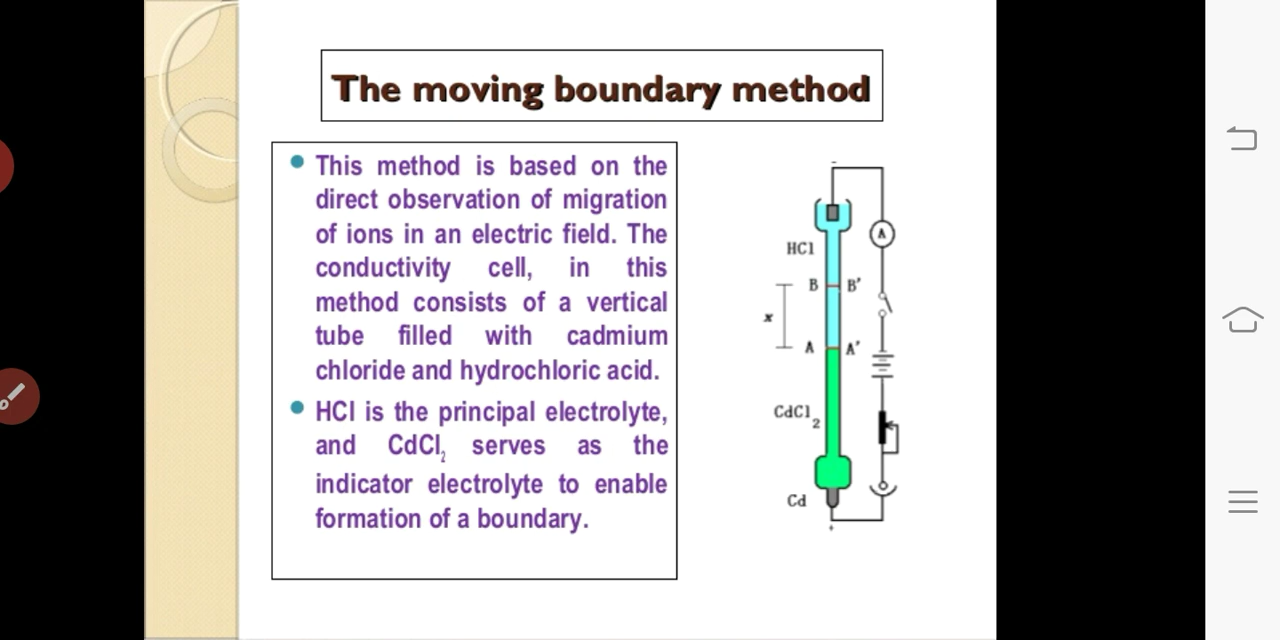 The moving boundary method
This method is based on the
direct observation of migration
of ions in an electric field. The
conductivity cell, in this
method consists of a vertical
tube filled with cadmium
chloride and hydrochloric acid.
HCl is the principal electrolyte,
and CdCl2 serves as the
indicator electrolyte to enable
formation of a boundary.
-
A
HCl
B B'
x
A A'
CdCl2
Cd
+